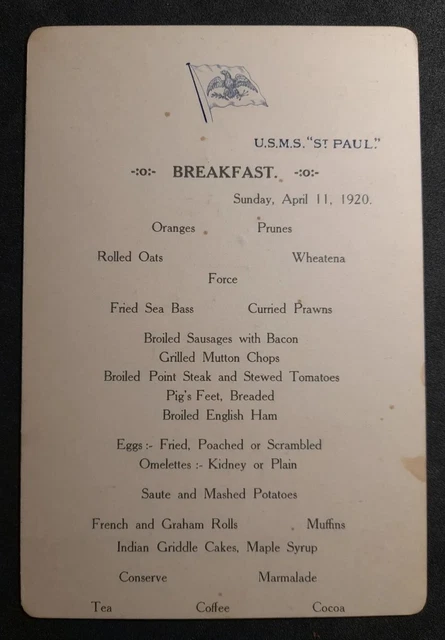 U.S.M.S. "ST PAUL."
-:o:- BREAKFAST. -:o:-
Sunday, April 11, 1920.
Oranges Prunes
Rolled Oats Wheatena
Force
Fried Sea Bass Curried Prawns
Broiled Sausages with Bacon
Grilled Mutton Chops
Broiled Point Steak and Stewed Tomatoes
Pig's Feet, Breaded
Broiled English Ham
Eggs :- Fried, Poached or Scrambled
Omelettes :- Kidney or Plain
Saute and Mashed Potatoes
French and Graham Rolls Muffins
Indian Griddle Cakes, Maple Syrup
Conserve Marmalade
Tea Coffee Cocoa